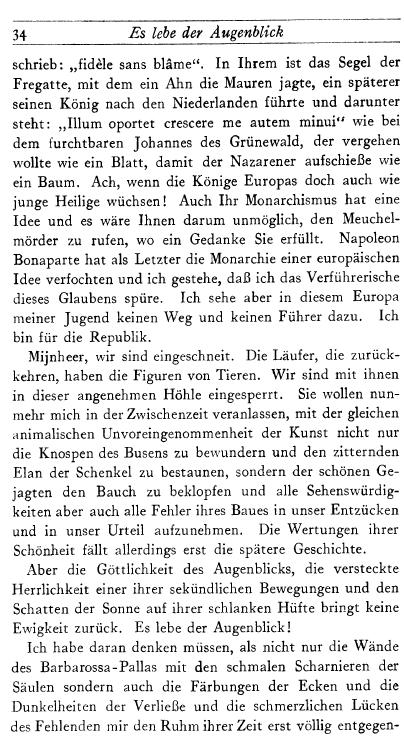 34 Es lebe der Augenblick
schrieb: „fidèle sans blâme“. In Ihrem ist das Segel der
Fregatte, mit dem ein Ahn die Mauren jagte, ein späterer
seinen König nach den Niederlanden führte und darunter
steht: „Illum oportet crescere me autem minui“ wie bei
dem furchtbaren Johannes des Grünewald, der vergehen
wollte wie ein Blatt, damit der Nazarener aufschieße wie
ein Baum. Ach, wenn die Könige Europas doch auch wie
junge Heilige wüchsen! Auch Ihr Monarchismus hat eine
Idee und es wäre Ihnen darum unmöglich, den Meuchel-
mörder zu rufen, wo ein Gedanke Sie erfüllt. Napoleon
Bonaparte hat als Letzter die Monarchie einer europäischen
Idee verfochten und ich gestehe, daß ich das Verführerische
dieses Glaubens spüre. Ich sehe aber in diesem Europa
meiner Jugend keinen Weg und keinen Führer dazu. Ich
bin für die Republik.
Mijnheer, wir sind eingeschneit. Die Läufer, die zurück-
kehren, haben die Figuren von Tieren. Wir sind mit ihnen
in dieser angenehmen Höhle eingesperrt. Sie wollen nun-
mehr mich in der Zwischenzeit veranlassen, mit der gleichen
animalischen Unvoreingenommenheit der Kunst nicht nur
die Knospen des Busens zu bewundern und den zitternden
Elan der Schenkel zu bestaunen, sondern der schönen Ge-
jagten den Bauch zu beklopfen und alle Sehenswürdig-
keiten aber auch alle Fehler ihres Baues in unser Entzücken
und in unser Urteil aufzunehmen. Die Wertungen ihrer
Schönheit fällt allerdings erst die spätere Geschichte.
Aber die Göttlichkeit des Augenblicks, die versteckte
Herrlichkeit einer ihrer sekündlichen Bewegungen und den
Schatten der Sonne auf ihrer schlanken Hüfte bringt keine
Ewigkeit zurück. Es lebe der Augenblick!
Ich habe daran denken müssen, als nicht nur die Wände
des Barbarossa-Pallas mit den schmalen Scharnieren der
Säulen sondern auch die Färbungen der Ecken und die
Dunkelheiten der Verließe und die schmerzlichen Lücken
des Fehlenden mir den Ruhm ihrer Zeit erst völlig entgegen-